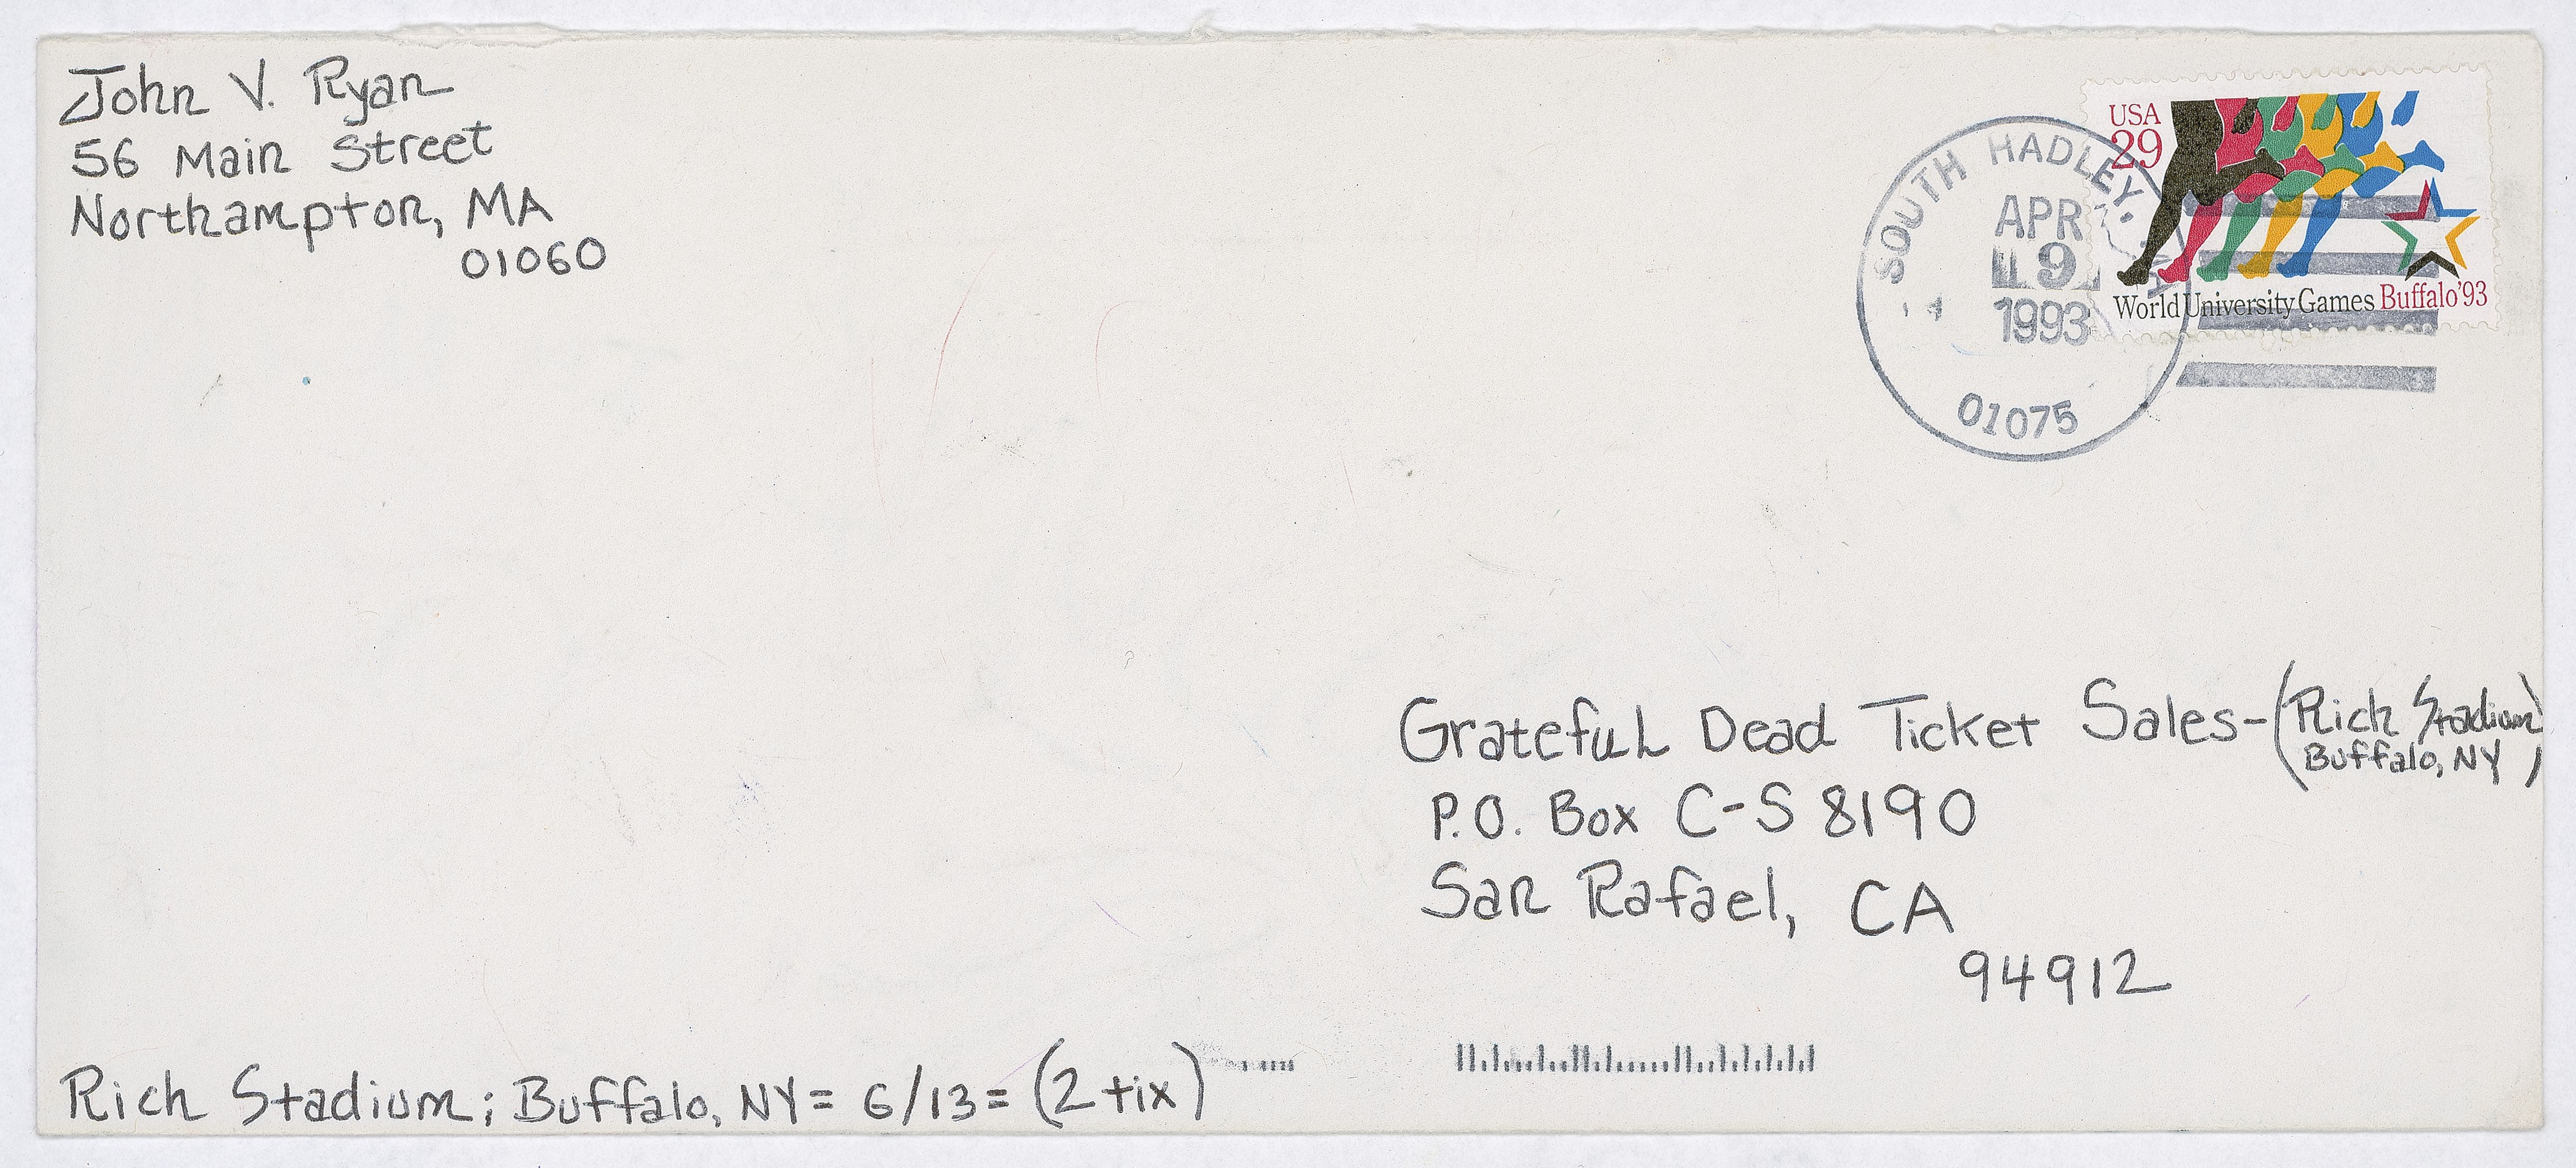 John V. Ryan
56 Main Street
Northampton, MA
01060
USA
29
World University Games Buffalo '93
SOUTH HADLEY
APR
9
1993
01075
Grateful Dead Ticket Sales-(Rich Stadium)
Buffalo, NY)
P.O. Box C-S 8190
San Rafael, CA
94912
Rich Stadium; Buffalo, NY = 6/13 = (2 tix)